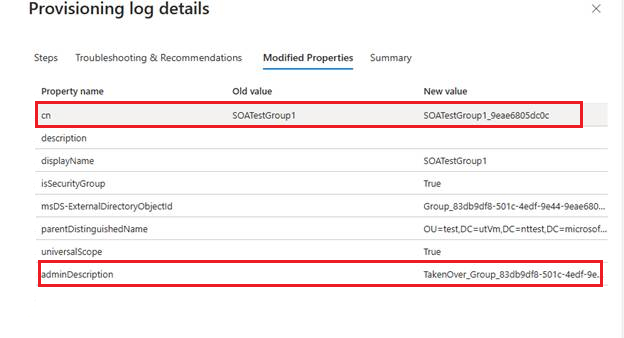 Provisioning log details
Steps Troubleshooting & Recommendations Modified Properties Summary
Property name Old value New value
cn SOATestGroup1 SOATestGroup1_9eae6805dc0c
description
displayName SOATestGroup1
isSecurityGroup True
msDS-ExternalDirectoryObjectId Group_83db9df8-501c-4edf-9e44-9eae680...
parentDistinguishedName OU=test,DC=utVm,DC=nttest,DC=microsof...
universalScope True
adminDescription TakenOver_Group_83db9df8-501c-4edf-9e...